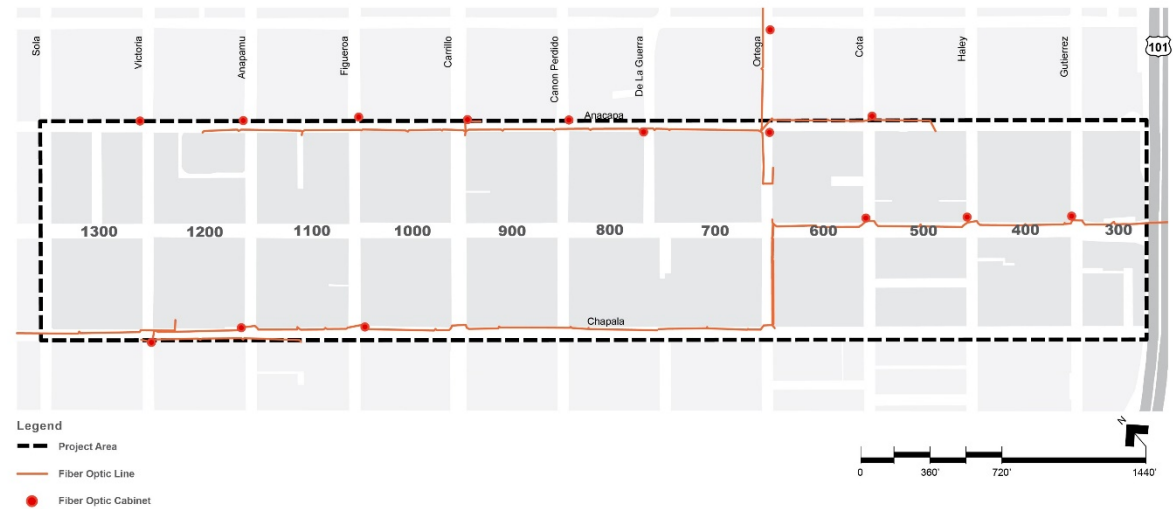 Sola
Victoria
Anapamu
Figueroa
Carrillo
Canon Perdido
De La Guerra
Ortega
Cota
Haley
Gutierrez
101
Anacapa
1300 1200 1100 1000 900 800 700 600 500 400 300
Chapala
Legend
Project Area
Fiber Optic Line
Fiber Optic Cabinet
N
0 360' 720' 1440'